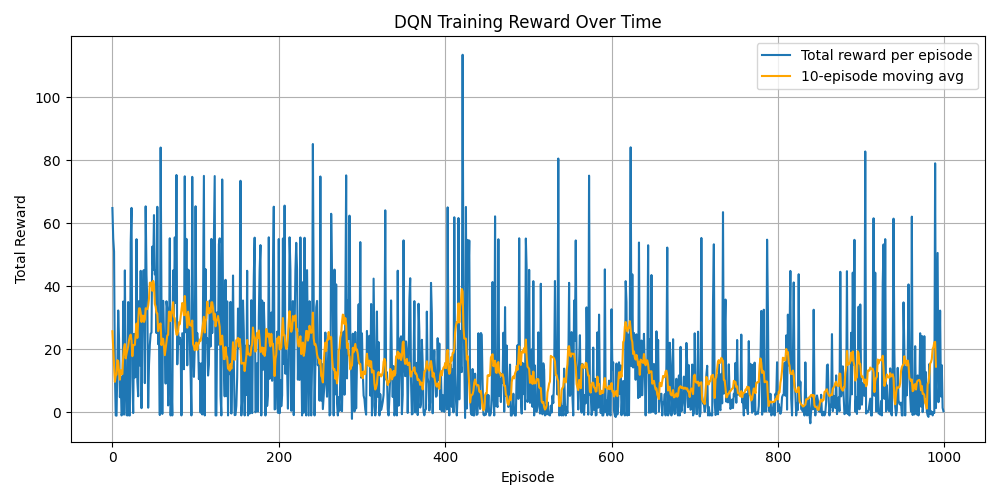 DQN Training Reward Over Time
Total reward per episode
10-episode moving avg
Total Reward
100
80
60
40
20
0
0 200 400 600 800 1000
Episode